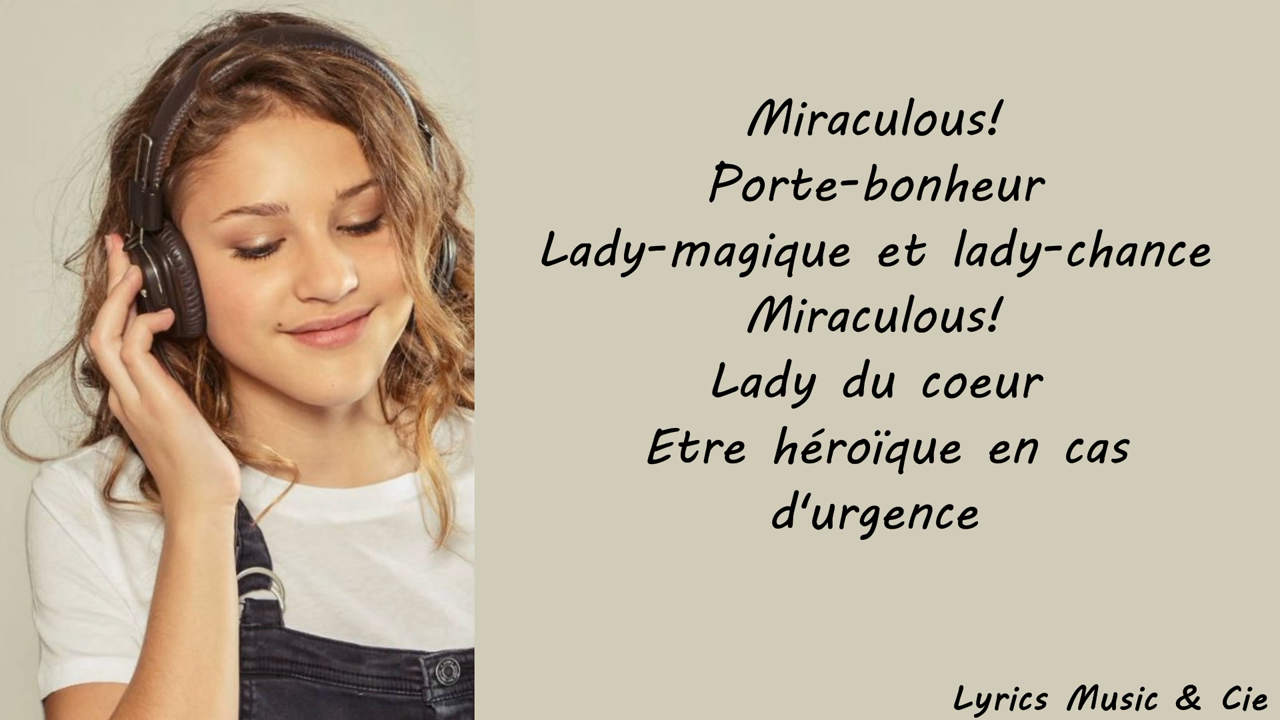 Miraculous!
Porte-bonheur
Lady-magique et lady-chance
Miraculous!
Lady du coeur
Etre héroïque en cas
d'urgence
Lyrics Music & Cie